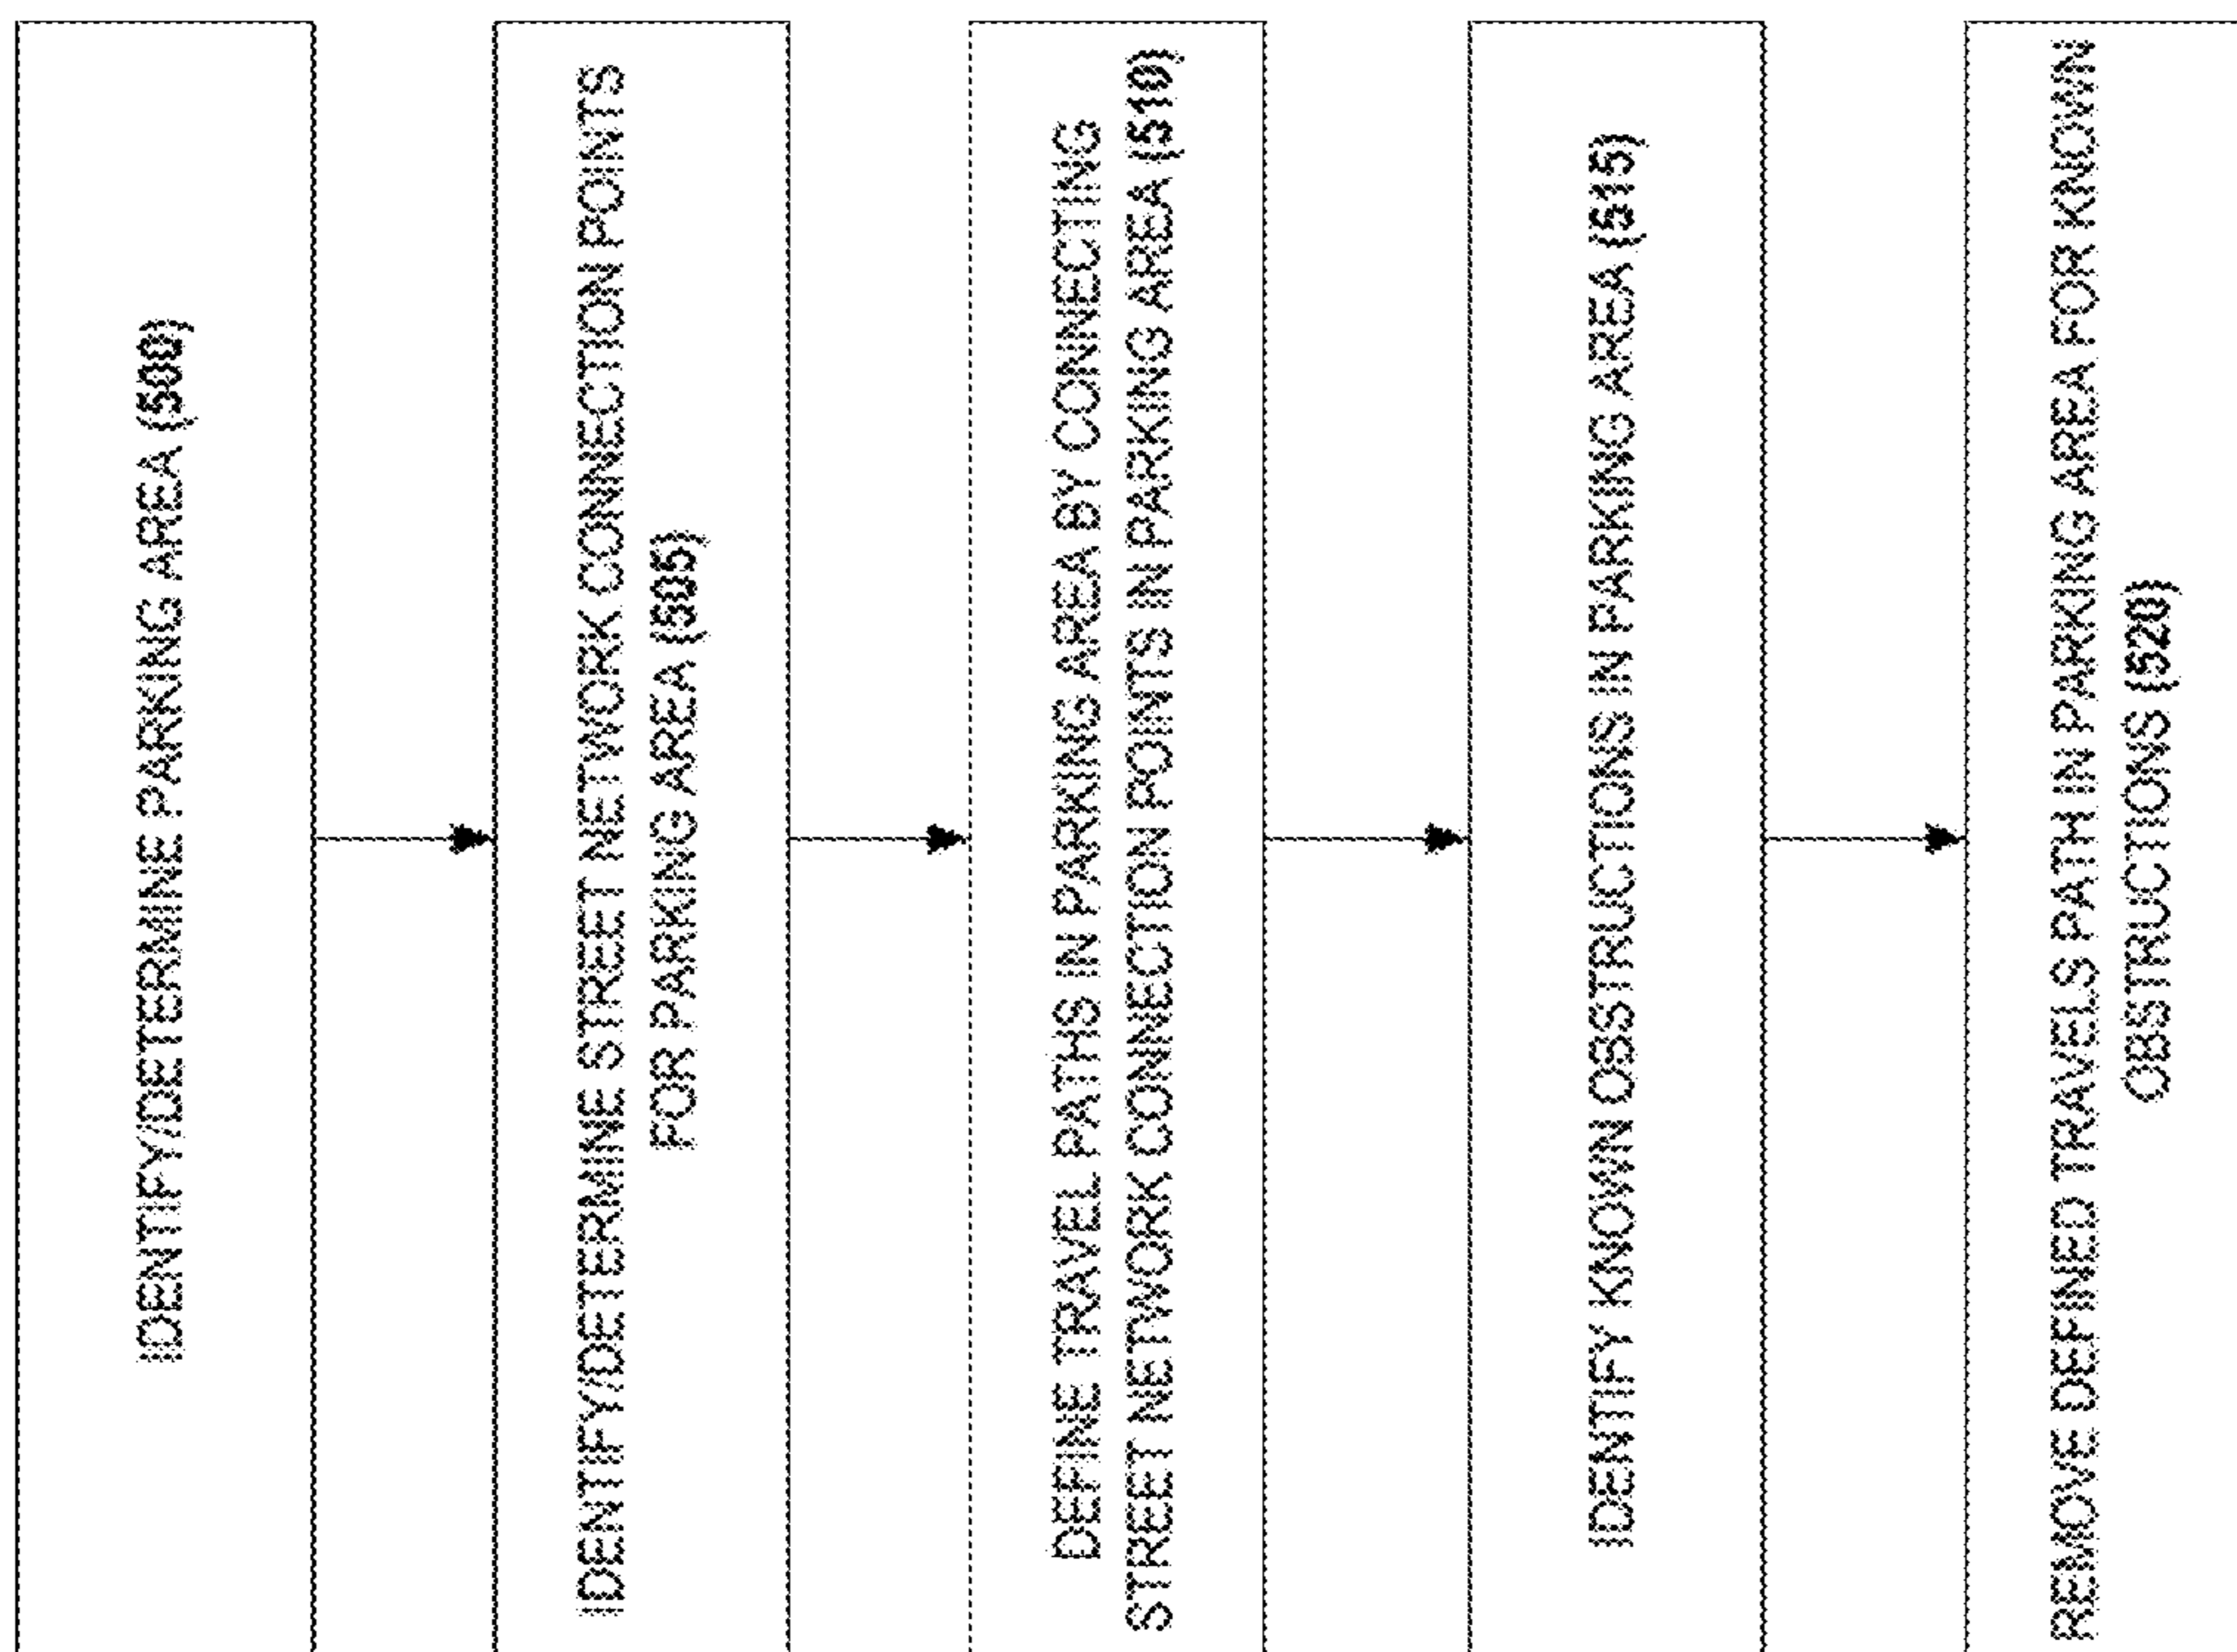 IDENTIFY/DETERMINE PARKING AREA (500)
IDENTIFY/DETERMINE STREET NETWORK CONNECTION POINTS
FOR PARKING AREA (505)
DEFINE TRAVEL PATHS IN PARKING AREA BY CONNECTING
STREET NETWORK CONNECTION POINTS IN PARKING AREA (510)
IDENTIFY KNOWN OBSTRUCTIONS IN PARKING AREA (515)
REMOVE DEFINED TRAVELS PATH IN PARKING AREA FOR KNOWN
OBSTRUCTIONS (520)